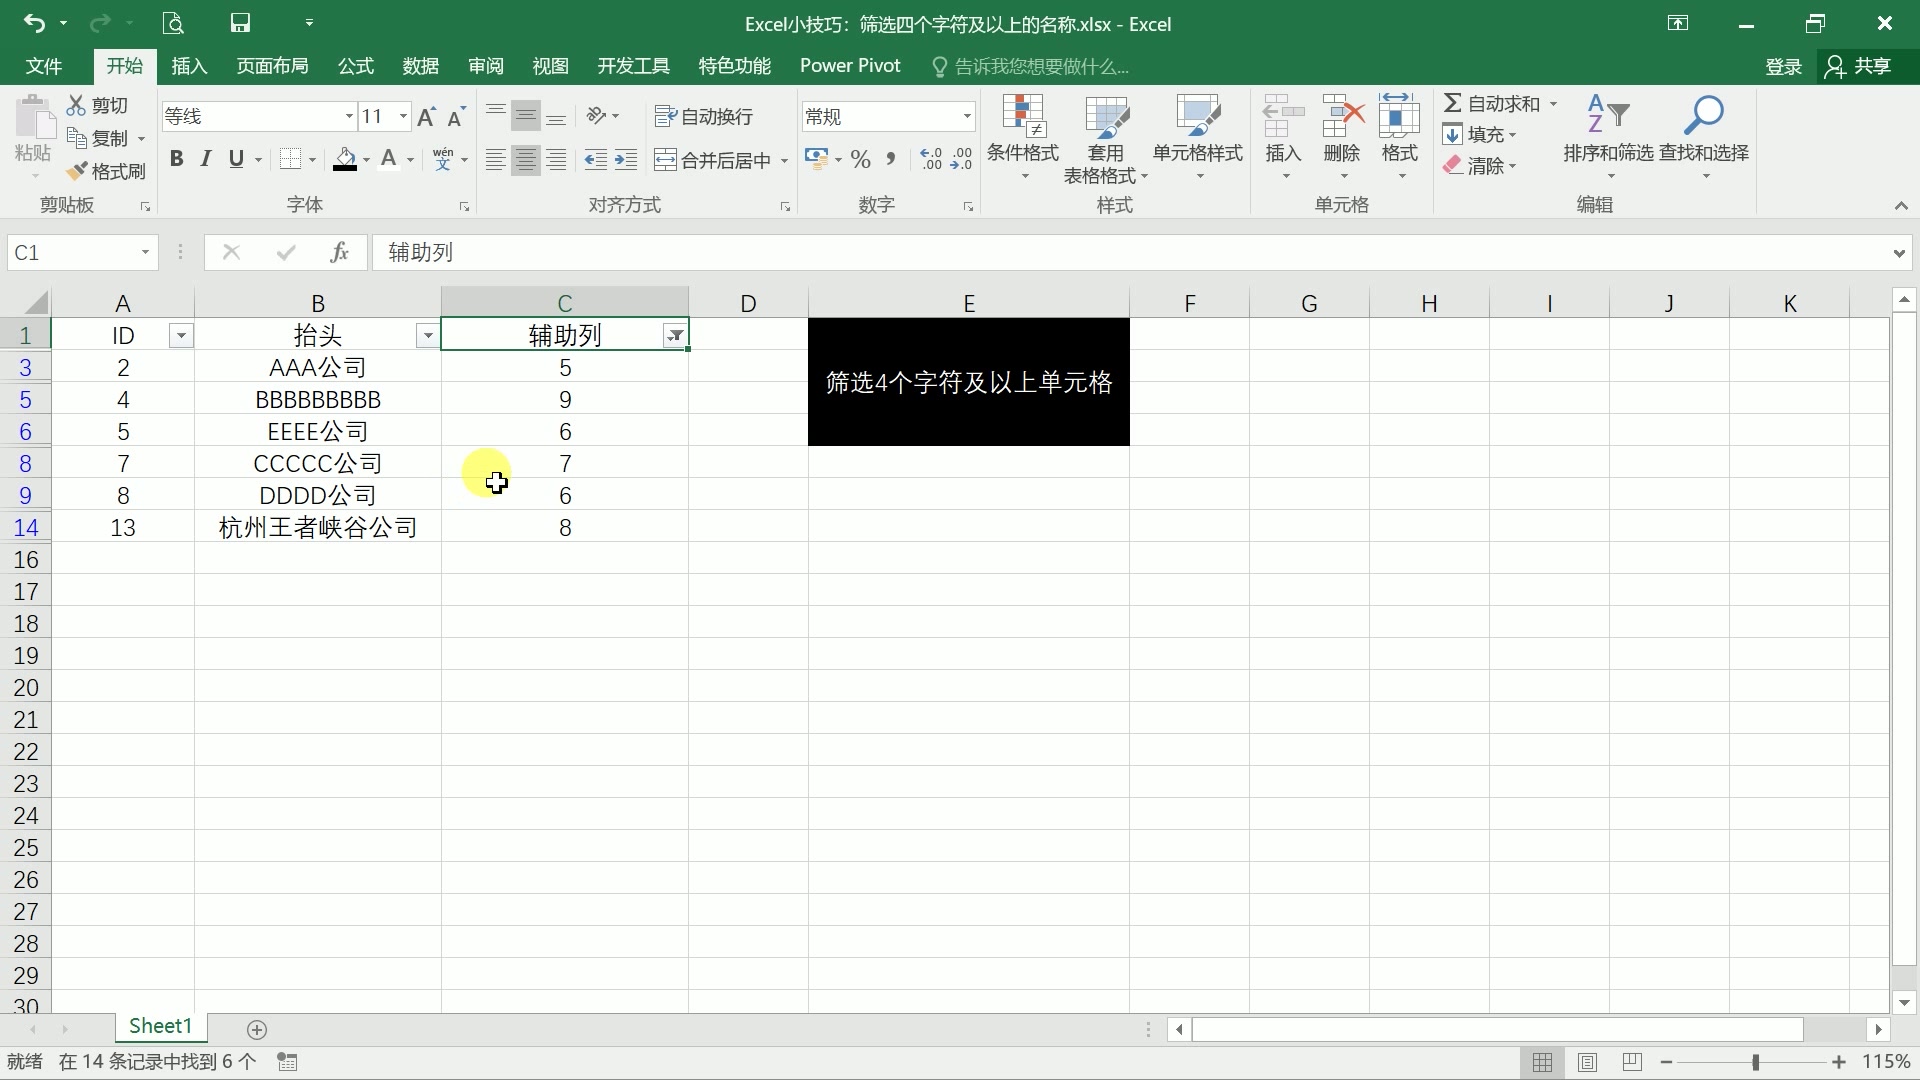 Excel小技巧：筛选四个字符及以上的名称.xlsx - Excel
文件 开始 插入 页面布局 公式 数据 审阅 视图 开发工具 特色功能 Power Pivot 告诉我您想要做什么... 登录 共享
粘贴 剪切 复制 格式刷 剪贴板
等线 11 A A B I U A wén 文 字体
自动换行 合并后居中 对齐方式
常规 % , .0 .00 .00 .0 数字
条件格式 套用 表格格式 单元格样式 样式
插入 删除 格式 单元格
Σ 自动求和 填充 清除 A Z 排序和筛选 查找和选择 编辑
C1 fx 辅助列
A B C D E F G H I J K
1 ID 抬头 辅助列
3 2 AAA公司 5
筛选4个字符及以上单元格
5 4 BBBBBBBBB 9
6 5 EEEE公司 6
8 7 CCCCC公司 7
9 8 DDDD公司 6
14 13 杭州王者峡谷公司 8
16
17
18
19
20
21
22
23
24
25
26
27
28
29
30
Sheet1
就绪 在 14 条记录中找到 6 个 115%